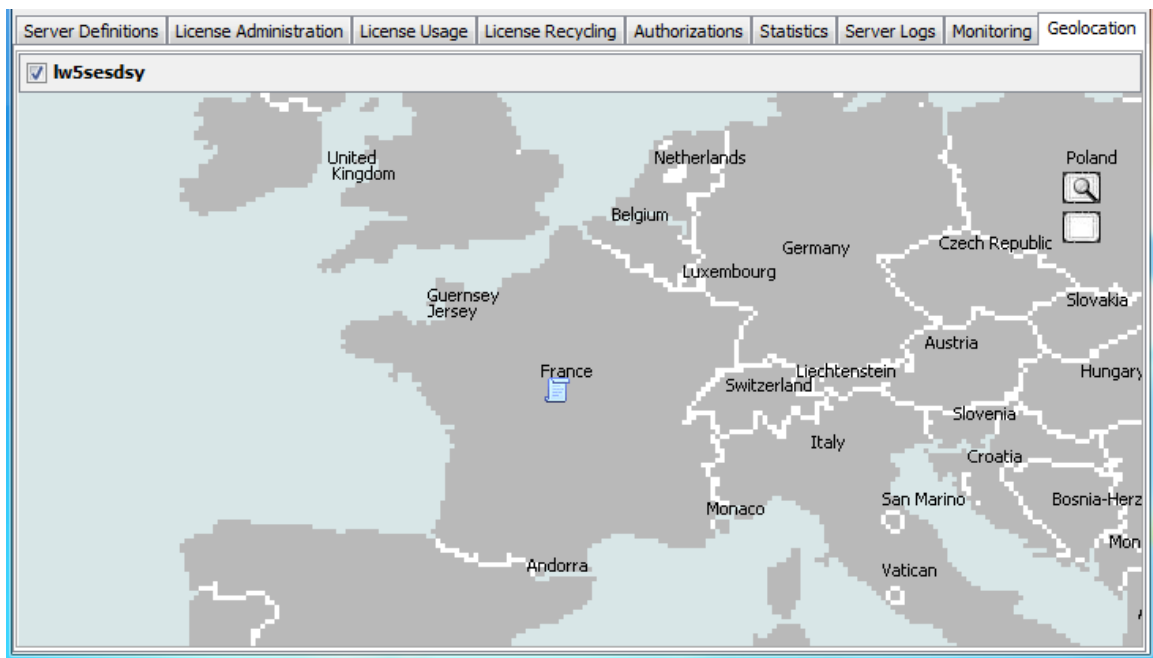 Server Definitions License Administration License Usage License Recycling Authorizations Statistics Server Logs Monitoring Geolocation
lw5sesdsy
United
Kingdom
Netherlands
Poland
Belgium
Germany
Czech Republic
Luxembourg
Guernsey
Jersey
Slovakia
Austria
France
Liechtenstein
Switzerland
Hungary
Slovenia
Italy
Croatia
San Marino
Bosnia-Herz
Monaco
Mon
Andorra
Vatican